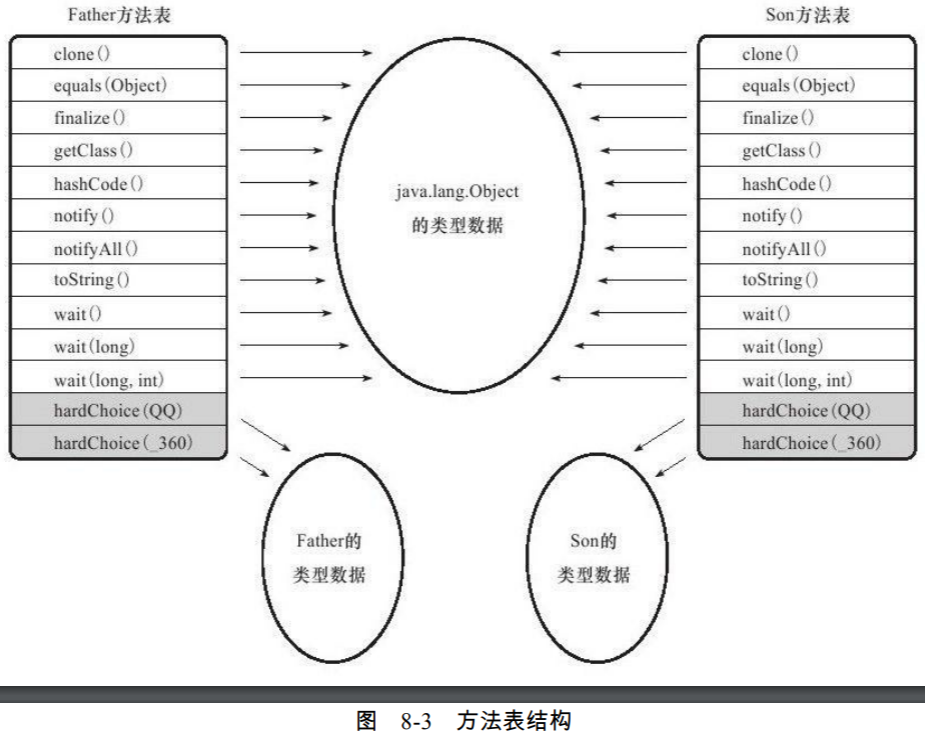 Father方法表
clone()
equals(Object)
finalize()
getClass()
hashCode()
notify()
notifyAll()
toString()
wait()
wait(long)
wait(long, int)
hardChoice(QQ)
hardChoice(_360)
java.lang.Object
的类型数据
Son方法表
clone()
equals(Object)
finalize()
getClass()
hashCode()
notify()
notifyAll()
toString()
wait()
wait(long)
wait(long, int)
hardChoice(QQ)
hardChoice(_360)
Father的
类型数据
Son的
类型数据
图 8-3 方法表结构